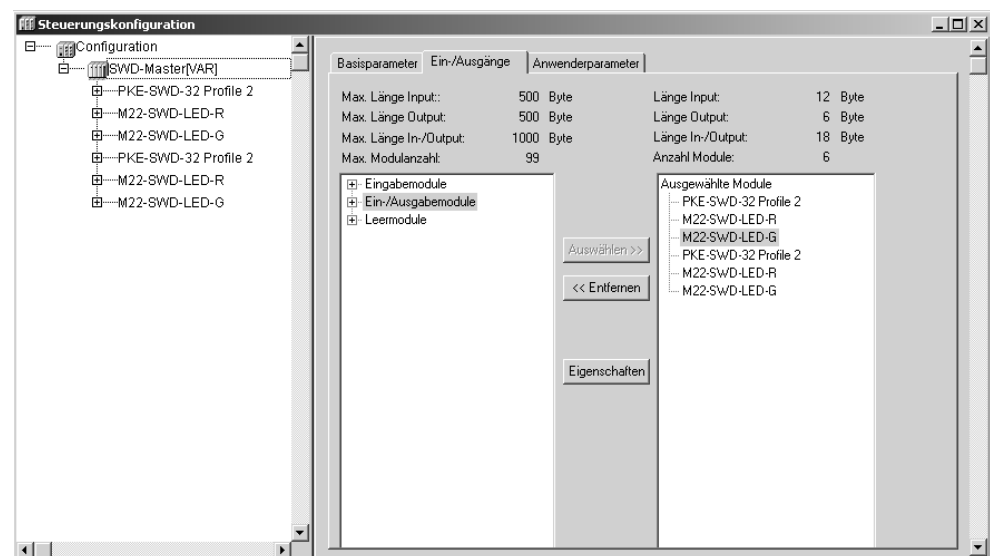 Steuerungskonfiguration
Configuration
SWD-Master[VAR]
PKE-SWD-32 Profile 2
M22-SWD-LED-R
M22-SWD-LED-G
PKE-SWD-32 Profile 2
M22-SWD-LED-R
M22-SWD-LED-G
Basisparameter Ein-/Ausgänge Anwenderparameter
Max. Länge Input:: 500 Byte Länge Input: 12 Byte
Max. Länge Output: 500 Byte Länge Output: 6 Byte
Max. Länge In-/Output: 1000 Byte Länge In-/Output: 18 Byte
Max. Modulanzahl: 99 Anzahl Module: 6
Eingabemodule
Ein-/Ausgabemodule
Leermodule
Auswählen >>
<< Entfernen
Eigenschaften
Ausgewählte Module
PKE-SWD-32 Profile 2
M22-SWD-LED-R
M22-SWD-LED-G
PKE-SWD-32 Profile 2
M22-SWD-LED-R
M22-SWD-LED-G